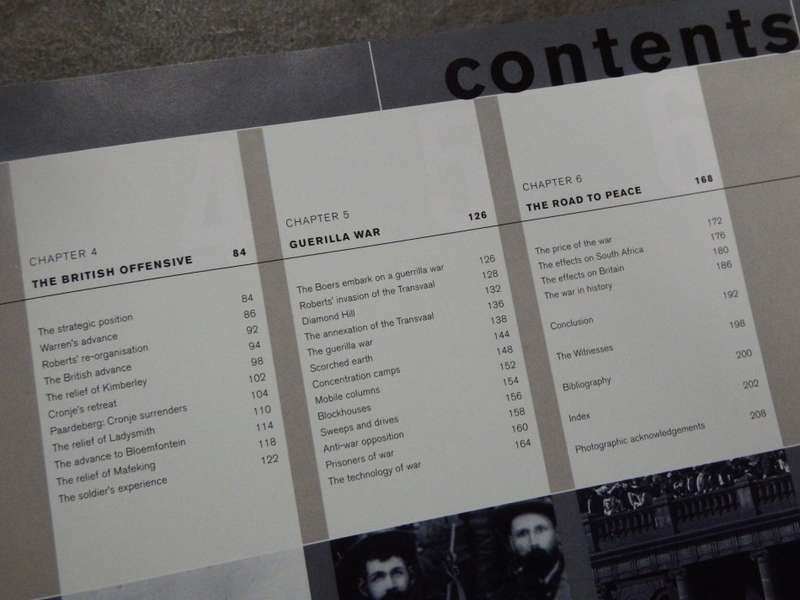 contents
CHAPTER 4
THE BRITISH OFFENSIVE 84
The strategic position 84
Warren's advance 86
Roberts' re-organisation 92
The British advance 94
The relief of Kimberley 98
Cronje's retreat 102
Paardeberg: Cronje surrenders 104
The relief of Ladysmith 110
The advance to Bloemfontein 114
The relief of Mafeking 118
The soldier's experience 122
CHAPTER 5
GUERILLA WAR 126
The Boers embark on a guerrilla war 126
Roberts' invasion of the Transvaal 128
Diamond Hill 132
The annexation of the Transvaal 136
The guerilla war 138
Scorched earth 144
Concentration camps 148
Mobile columns 152
Blockhouses 154
Sweeps and drives 156
Anti-war opposition 158
Prisoners of war 160
The technology of war 164
CHAPTER 6
THE ROAD TO PEACE 168
The price of the war 172
The effects on South Africa 176
The effects on Britain 180
The war in history 186
Conclusion 192
The Witnesses 198
Bibliography 200
Index 202
Photographic acknowledgements 208
4
5
6